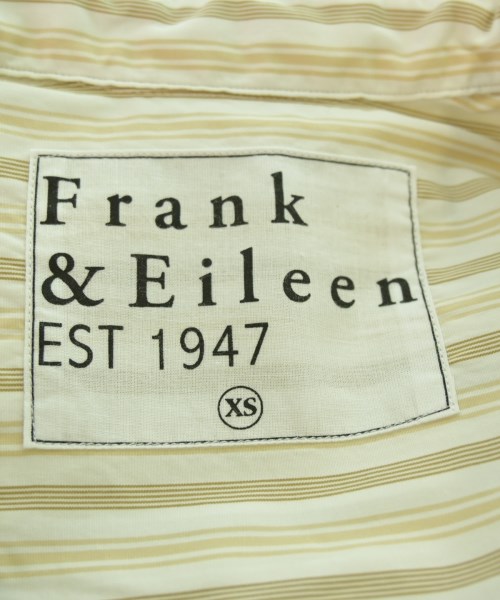 Frank
& Eileen
EST 1947
XS